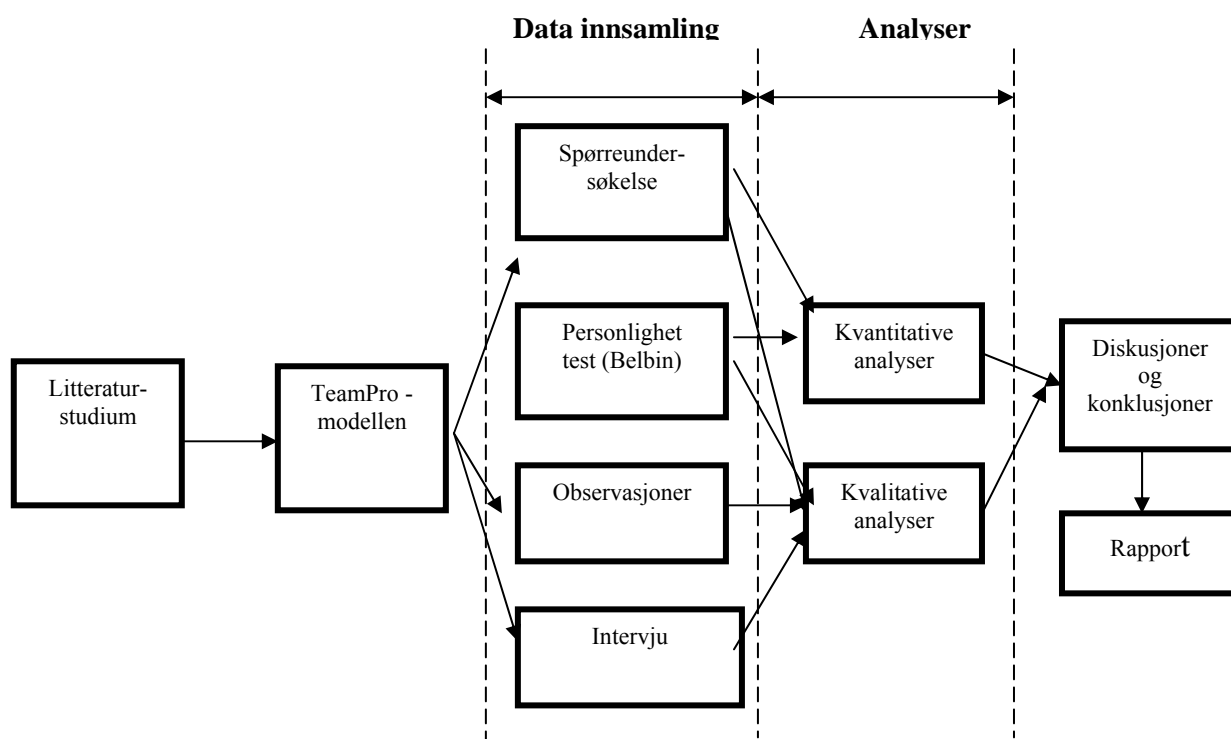 Data innsamling
Analyser
Spørreunder-
søkelse
Personlighet
test (Belbin)
Kvantitative
analyser
Diskusjoner
og
konklusjoner
Litteratur-
studium
TeamPro -
modellen
Observasjoner
Kvalitative
analyser
Rapport
Intervju